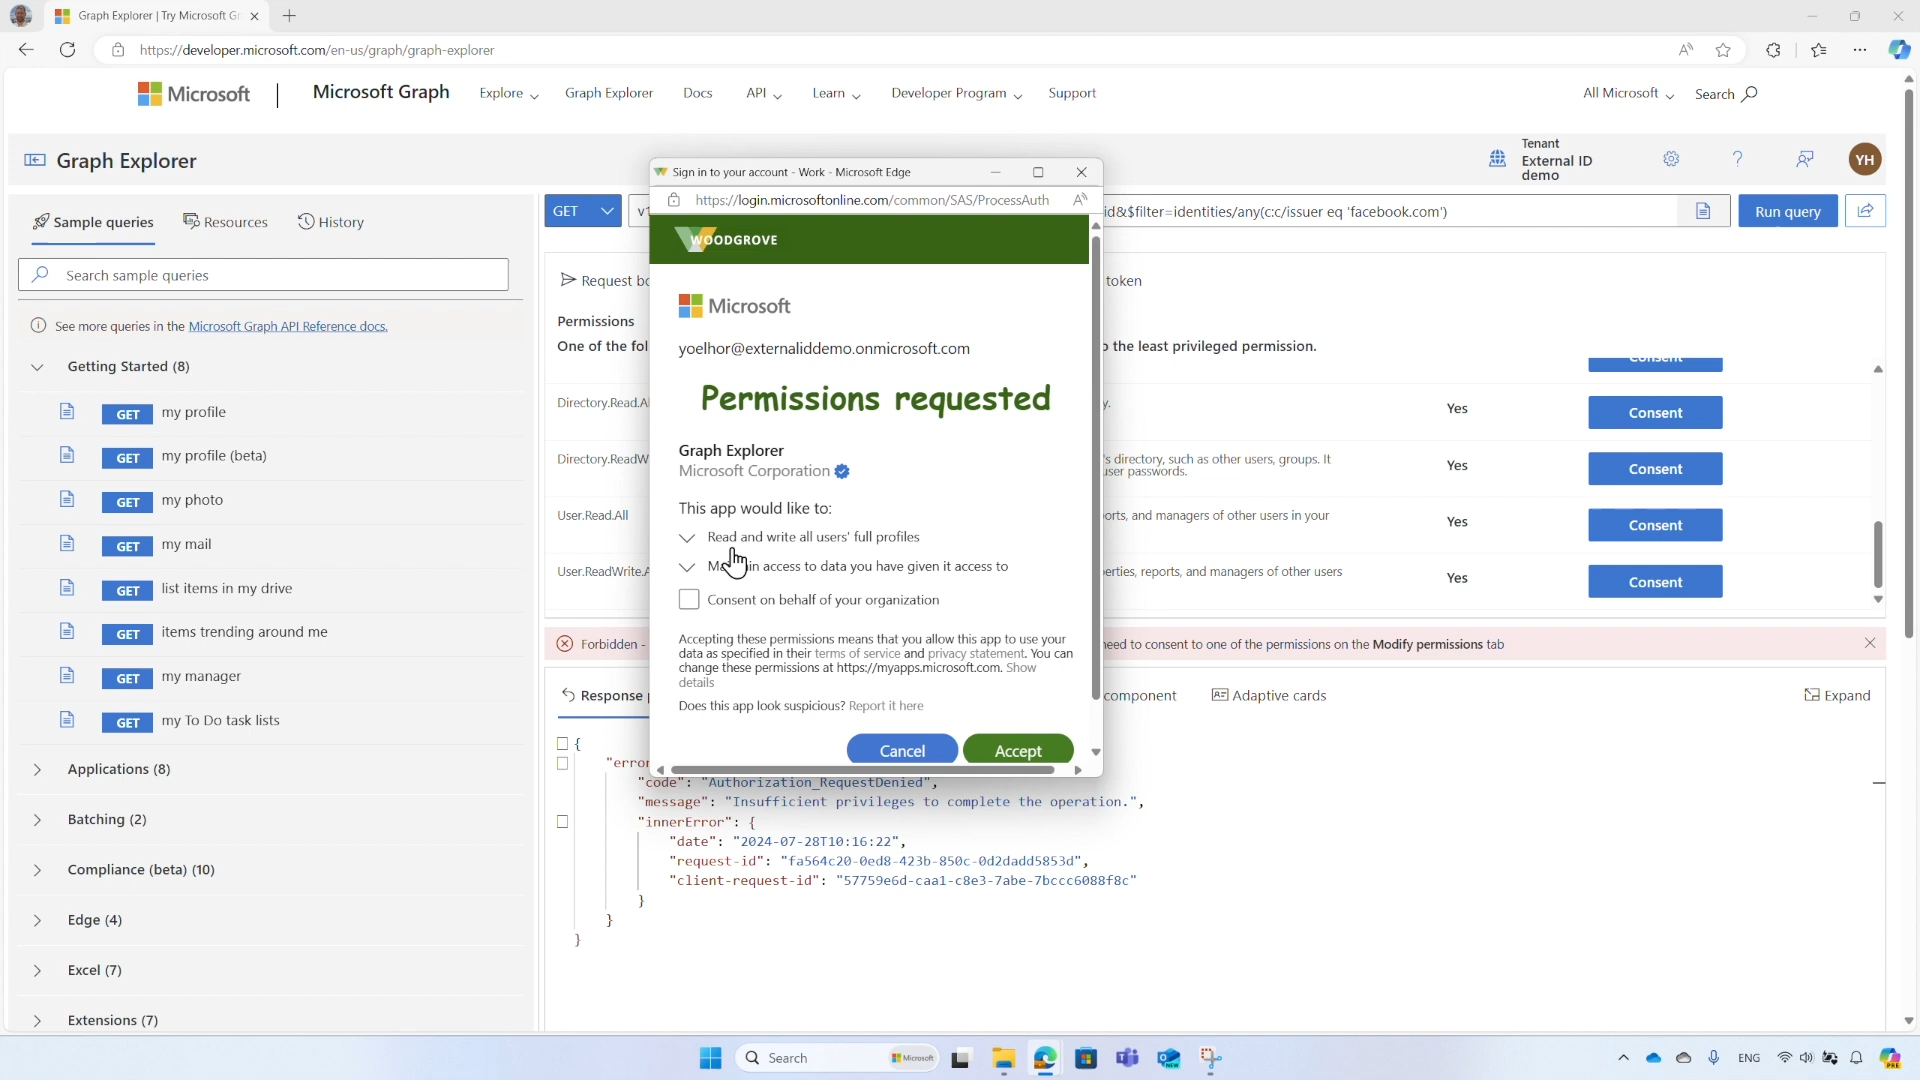 Graph Explorer | Try Microsoft Gr
https://developer.microsoft.com/en-us/graph/graph-explorer
Microsoft
Microsoft Graph
Explore
Graph Explorer
Docs
API
Learn
Developer Program
Support
All Microsoft
Search
Graph Explorer
Tenant
External ID
demo
YH
Sample queries
Resources
History
Search sample queries
See more queries in the Microsoft Graph API Reference docs.
Getting Started (8)
GET my profile
GET my profile (beta)
GET my photo
GET my mail
GET list items in my drive
GET items trending around me
GET my manager
GET my To Do task lists
Applications (8)
Batching (2)
Compliance (beta) (10)
Edge (4)
Excel (7)
Extensions (7)
GET
v1
id&$filter=identities/any(c:c/issuer eq 'facebook.com')
Run query
Request bo
token
Permissions
One of the fol
the least privileged permission.
Consent
Directory.Read.Al
y.
Yes
Consent
Directory.ReadW
's directory, such as other users, groups. It
user passwords.
Yes
Consent
User.Read.All
orts, and managers of other users in your
Yes
Consent
User.ReadWrite.A
erties, reports, and managers of other users
Yes
Consent
Forbidden -
need to consent to one of the permissions on the Modify permissions tab
Response p
component
Adaptive cards
Expand
{
"error
"code": "Authorization_RequestDenied",
"message": "Insufficient privileges to complete the operation.",
"innerError": {
"date": "2024-07-28T10:16:22",
"request-id": "fa564c20-0ed8-423b-850c-0d2dadd5853d",
"client-request-id": "57759e6d-caa1-c8e3-7abe-7bccc6088f8c"
}
}
}
Sign in to your account - Work - Microsoft Edge
https://login.microsoftonline.com/common/SAS/ProcessAuth
WOODGROVE
Microsoft
yoelhor@externaliddemo.onmicrosoft.com
Permissions requested
Graph Explorer
Microsoft Corporation
This app would like to:
Read and write all users' full profiles
in access to data you have given it access to
Consent on behalf of your organization
Accepting these permissions means that you allow this app to use your
data as specified in their terms of service and privacy statement. You can
change these permissions at https://myapps.microsoft.com. Show
details
Does this app look suspicious? Report it here
Cancel
Accept
Search
Microsoft
ENG